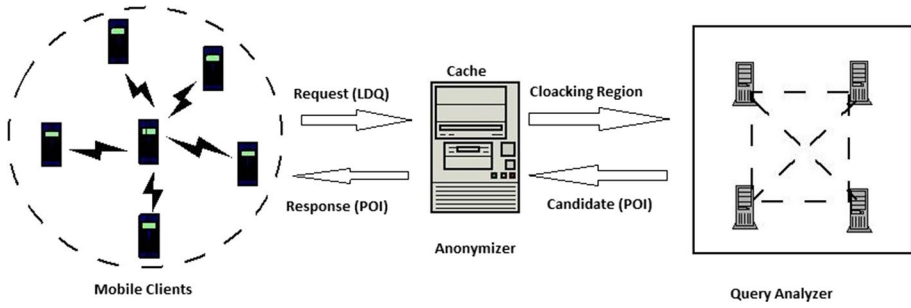 Cache
Request (LDQ)
Cloacking Region
Response (POI)
Candidate (POI)
Anonymizer
Mobile Clients
Query Analyzer